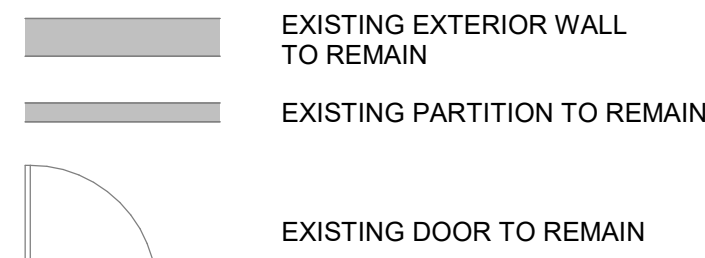 EXISTING EXTERIOR WALL
TO REMAIN
EXISTING PARTITION TO REMAIN
EXISTING DOOR TO REMAIN